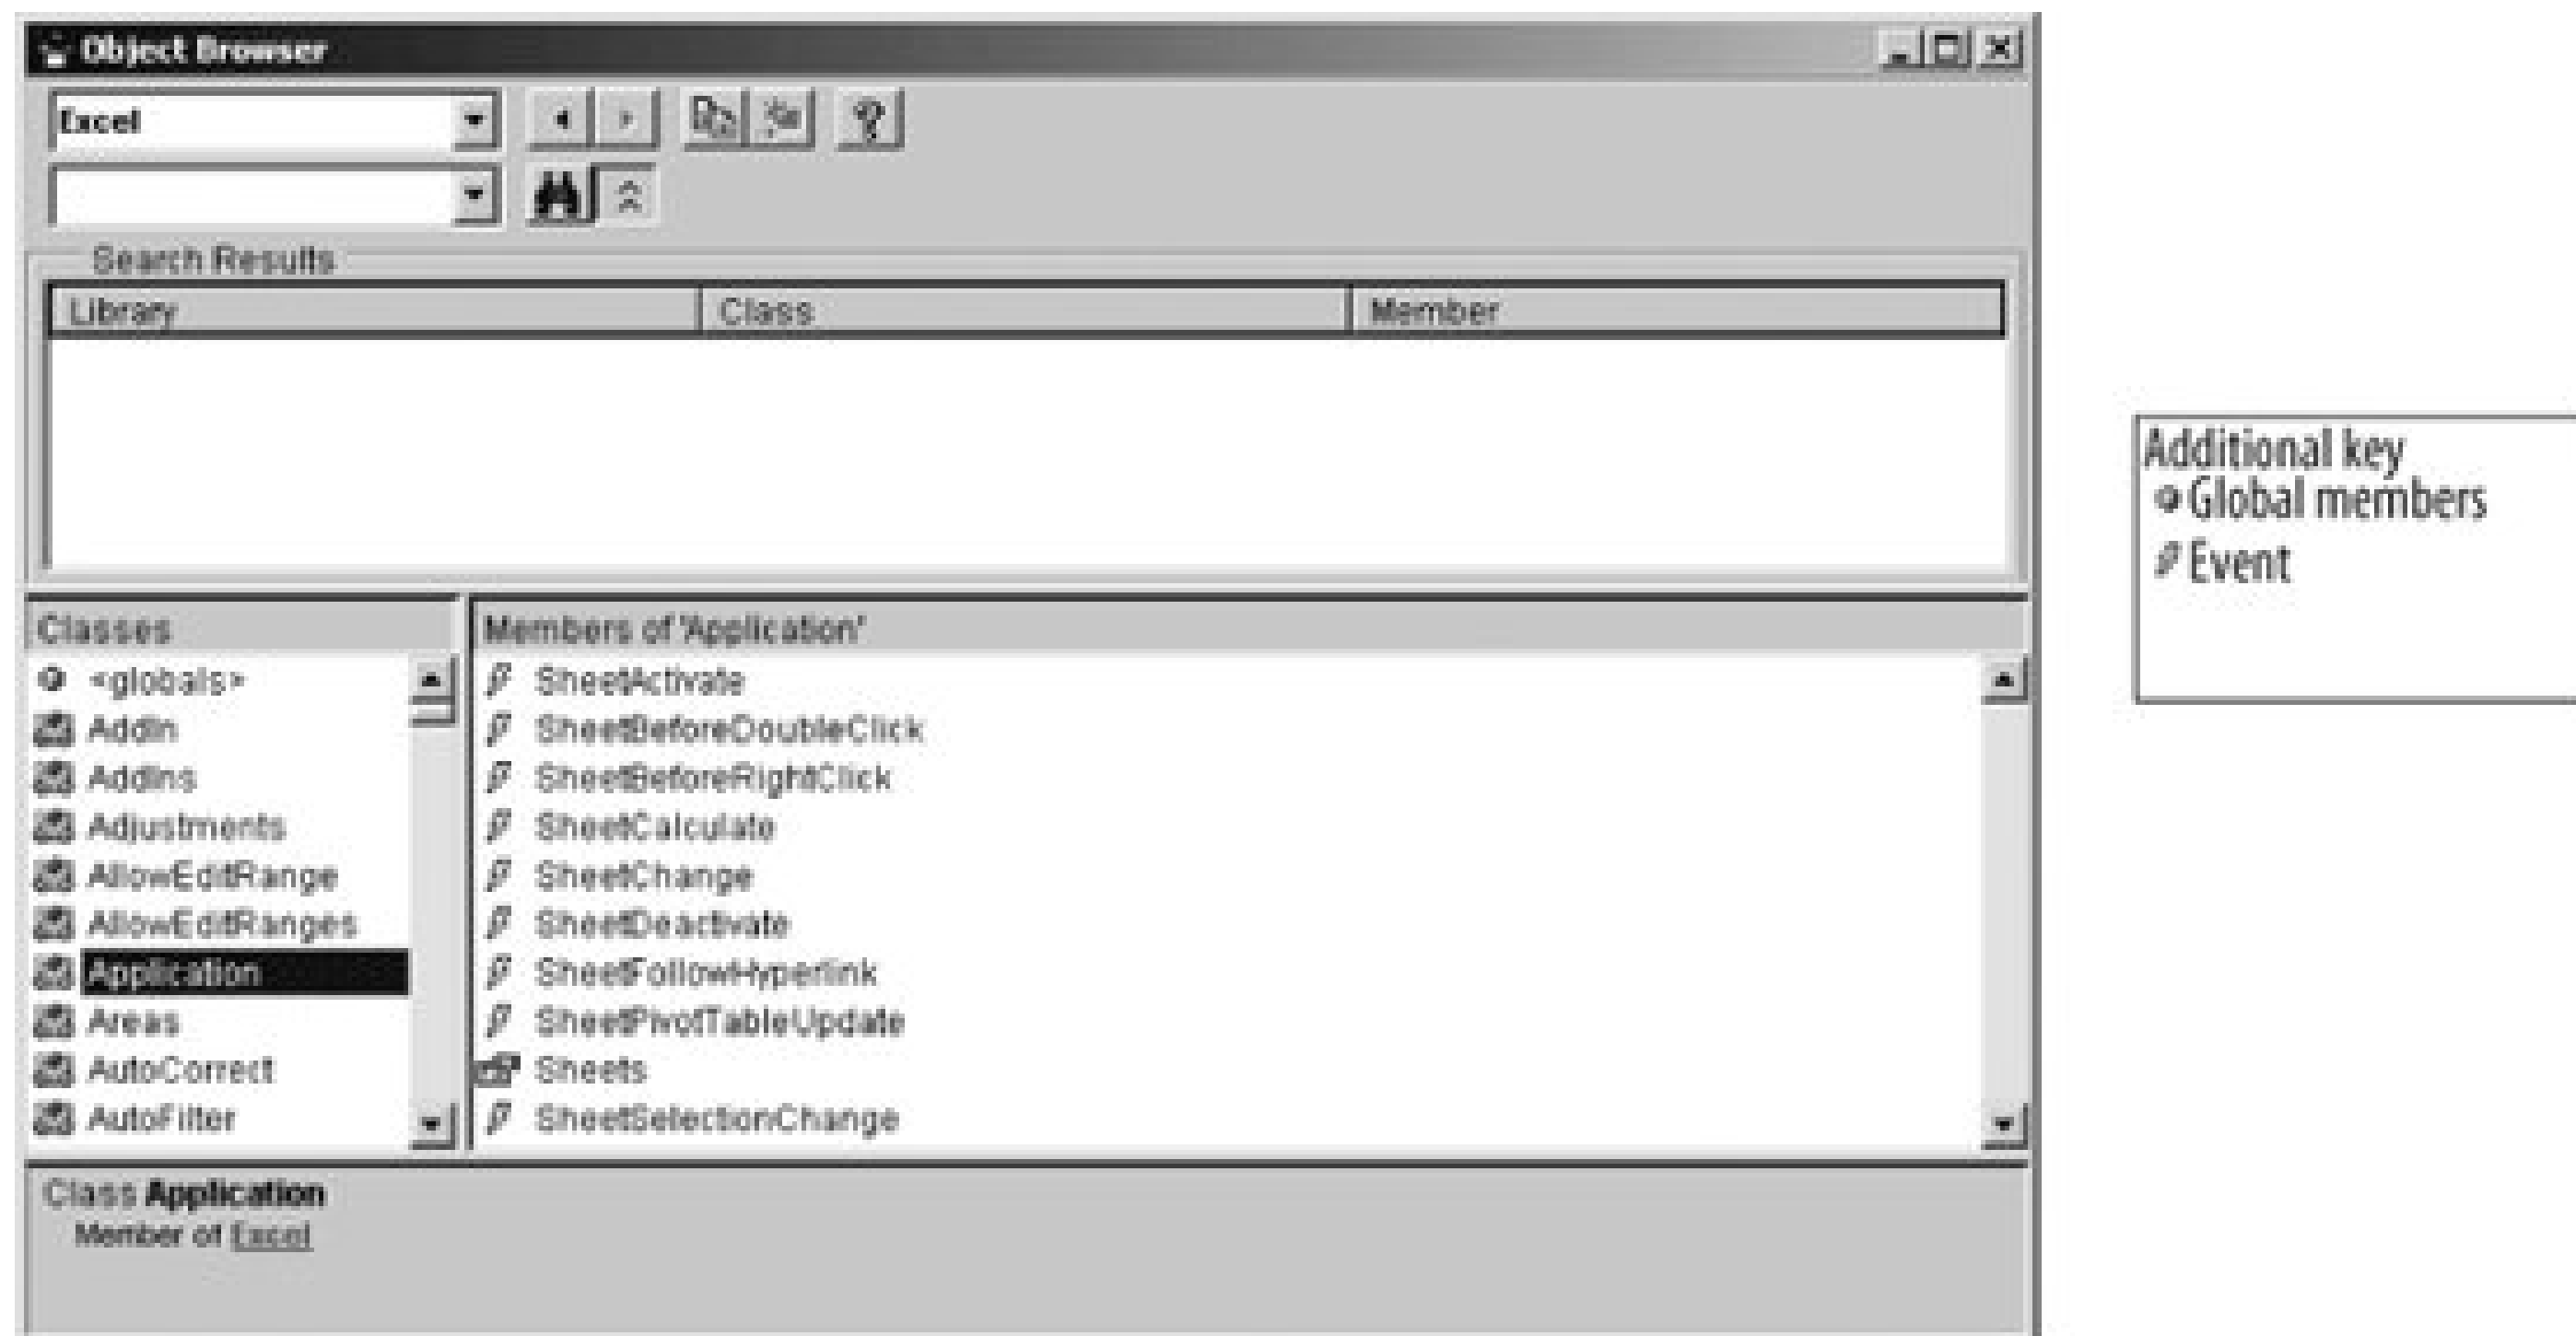 Object Browser
Excel
Search Results
Library Class Member
Classes
<globals>
AddIn
AddIns
Adjustments
AllowEditRange
AllowEditRanges
Application
Areas
AutoCorrect
AutoFilter
Members of 'Application'
SheetActivate
SheetBeforeDoubleClick
SheetBeforeRightClick
SheetCalculate
SheetChange
SheetDeactivate
SheetFollowHyperlink
SheetPivotTableUpdate
Sheets
SheetSelectionChange
Class Application
Member of Excel
Additional key
Global members
Event